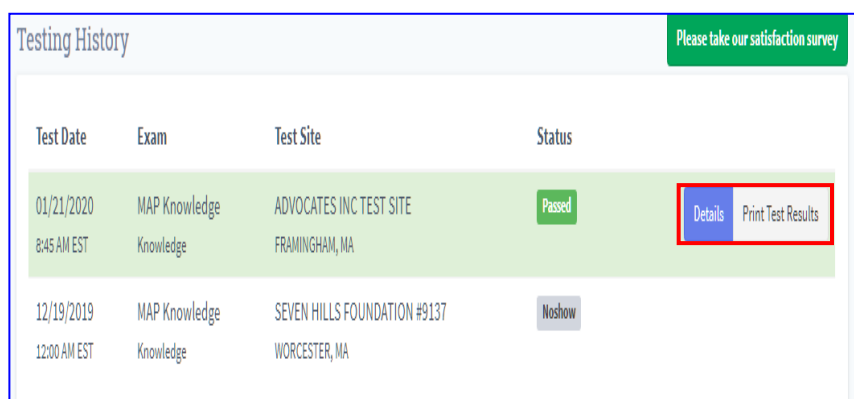 Testing History
Please take our satisfaction survey
Test Date Exam Test Site Status
01/21/2020 MAP Knowledge ADVOCATES INC TEST SITE Passed Details Print Test Results
8:45 AM EST Knowledge FRAMINGHAM, MA
12/19/2019 MAP Knowledge SEVEN HILLS FOUNDATION #9137 Noshow
12:00 AM EST Knowledge WORCESTER, MA